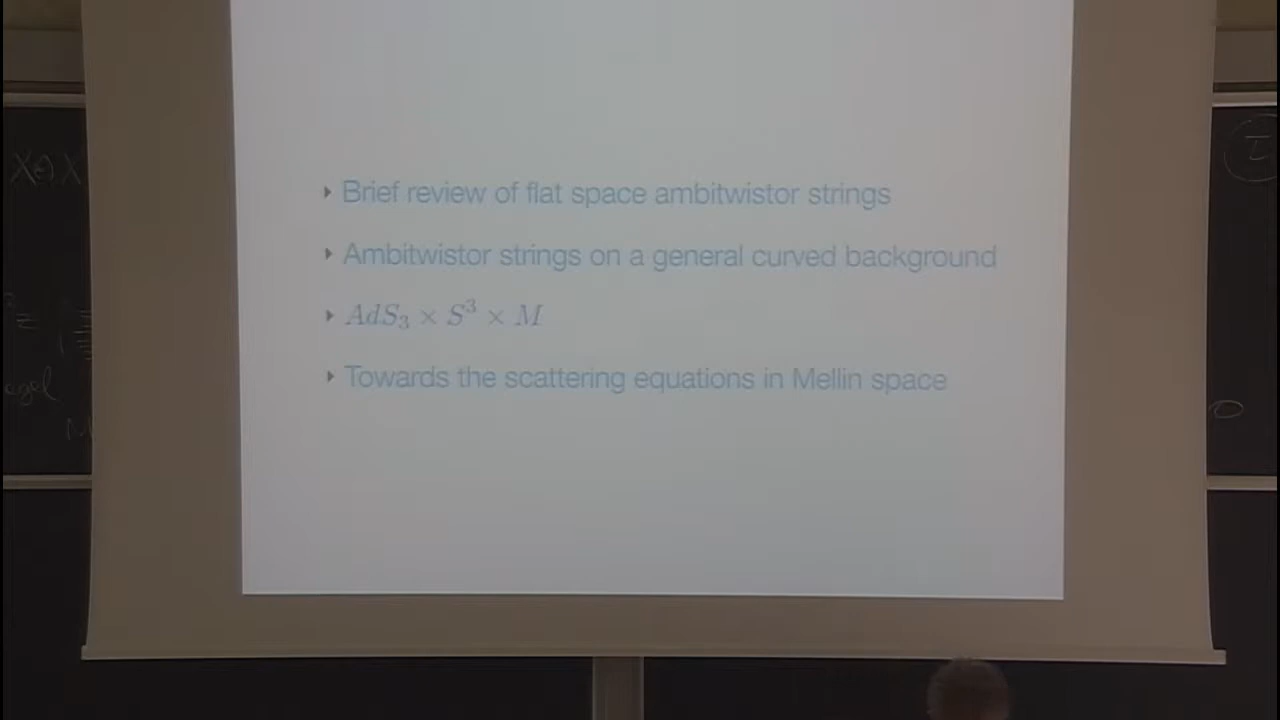 Brief review of flat space ambitwistor strings
Ambitwistor strings on a general curved background
AdS₃ × S³ × M
Towards the scattering equations in Mellin space